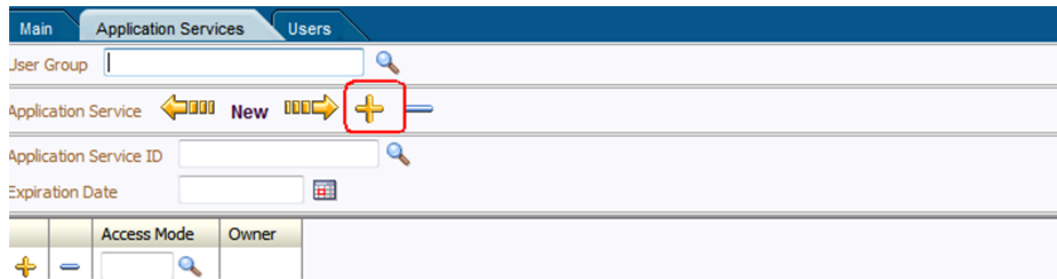 Main Application Services Users
User Group
Application Service New
Application Service ID
Expiration Date
Access Mode Owner